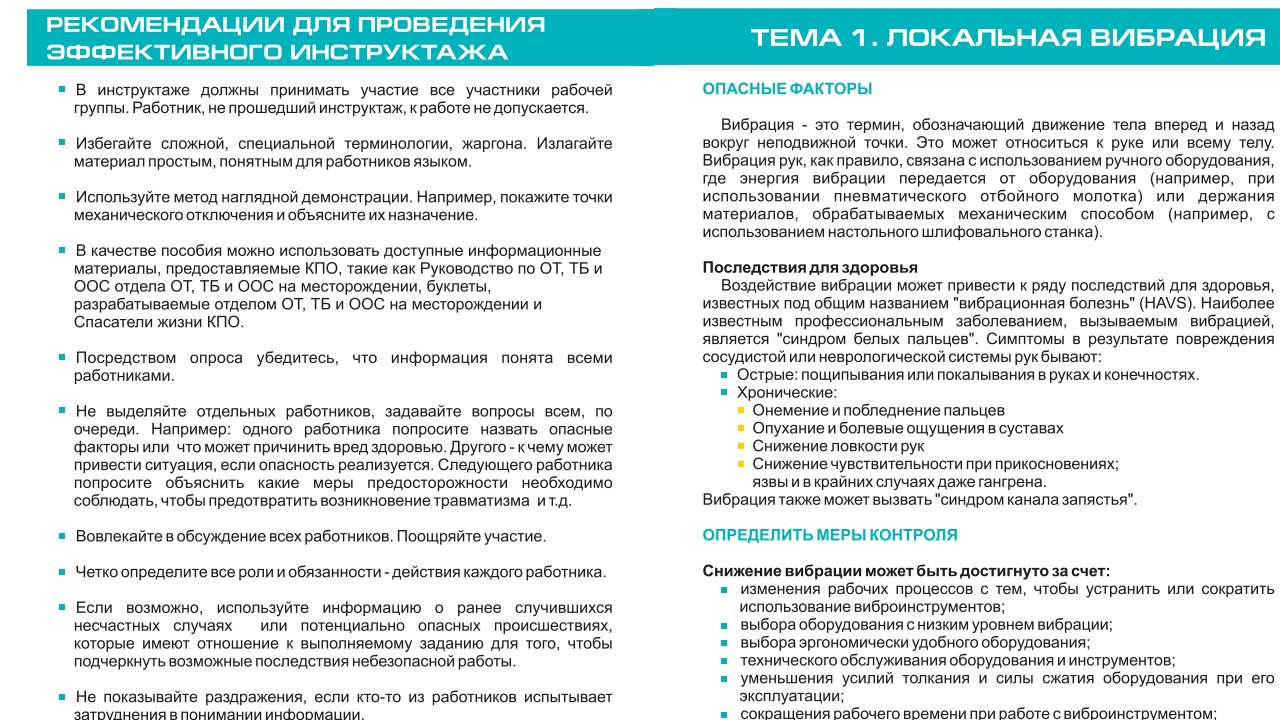 РЕКОМЕНДАЦИИ ДЛЯ ПРОВЕДЕНИЯ
ЭФФЕКТИВНОГО ИНСТРУКТАЖА
В инструктаже должны принимать участие все участники рабочей
группы. Работник, не прошедший инструктаж, к работе не допускается.
Избегайте сложной, специальной терминологии, жаргона. Излагайте
материал простым, понятным для работников языком.
Используйте метод наглядной демонстрации. Например, покажите точки
механического отключения и объясните их назначение.
В качестве пособия можно использовать доступные информационные
материалы, предоставляемые КПО, такие как Руководство по ОТ, ТБ и
ООС отдела ОТ, ТБ и ООС на месторождении, буклеты,
разрабатываемые отделом ОТ, ТБ и ООС на месторождении и
Спасатели жизни КПО.
Посредством опроса убедитесь, что информация понята всеми
работниками.
Не выделяйте отдельных работников, задавайте вопросы всем, по
очереди. Например: одного работника попросите назвать опасные
факторы или что может причинить вред здоровью. Другого - к чему может
привести ситуация, если опасность реализуется. Следующего работника
попросите объяснить какие меры предосторожности необходимо
соблюдать, чтобы предотвратить возникновение травматизма и т.д.
Вовлекайте в обсуждение всех работников. Поощряйте участие.
Четко определите все роли и обязанности - действия каждого работника.
Если возможно, используйте информацию о ранее случившихся
несчастных случаях или потенциально опасных происшествиях,
которые имеют отношение к выполняемому заданию для того, чтобы
подчеркнуть возможные последствия небезопасной работы.
Не показывайте раздражения, если кто-то из работников испытывает
затруднения в понимании информации.
ТЕМА 1. ЛОКАЛЬНАЯ ВИБРАЦИЯ
ОПАСНЫЕ ФАКТОРЫ
Вибрация - это термин, обозначающий движение тела вперед и назад
вокруг неподвижной точки. Это может относиться к руке или всему телу.
Вибрация рук, как правило, связана с использованием ручного оборудования,
где энергия вибрации передается от оборудования (например, при
использовании пневматического отбойного молотка) или держания
материалов, обрабатываемых механическим способом (например, с
использованием настольного шлифовального станка).
Последствия для здоровья
Воздействие вибрации может привести к ряду последствий для здоровья,
известных под общим названием "вибрационная болезнь" (HAVS). Наиболее
известным профессиональным заболеванием, вызываемым вибрацией,
является "синдром белых пальцев". Симптомы в результате повреждения
сосудистой или неврологической системы рук бывают:
Острые: пощипывания или покалывания в руках и конечностях.
Хронические:
Онемение и побледнение пальцев
Опухание и болевые ощущения в суставах
Снижение ловкости рук
Снижение чувствительности при прикосновениях;
язвы и в крайних случаях даже гангрена.
Вибрация также может вызвать "синдром канала запястья".
ОПРЕДЕЛИТЬ МЕРЫ КОНТРОЛЯ
Снижение вибрации может быть достигнуто за счет:
изменения рабочих процессов с тем, чтобы устранить или сократить
использование виброинструментов;
выбора оборудования с низким уровнем вибрации;
выбора эргономически удобного оборудования;
технического обслуживания оборудования и инструментов;
уменьшения усилий толкания и силы сжатия оборудования при его
эксплуатации;
сокращения рабочего времени при работе с виброинструментом;